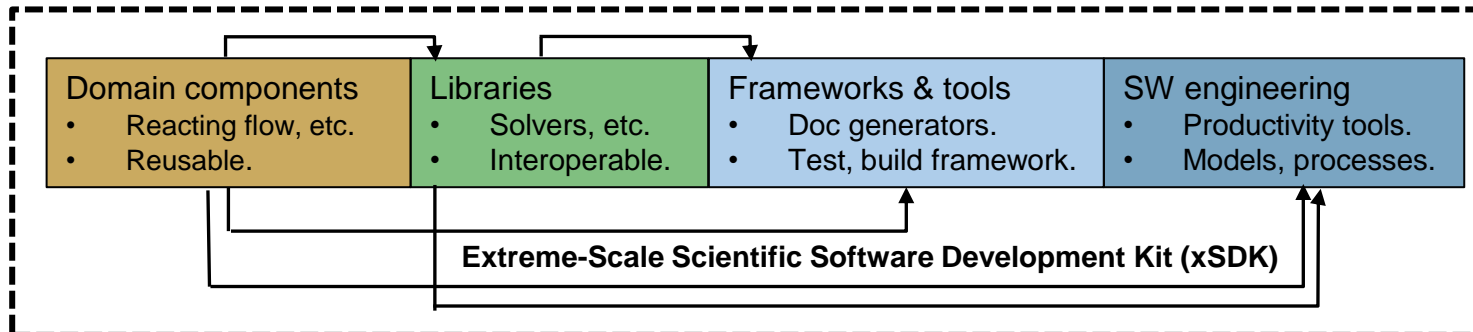 Domain components
• Reacting flow, etc.
• Reusable.
Libraries
• Solvers, etc.
• Interoperable.
Frameworks & tools
• Doc generators.
• Test, build framework.
SW engineering
• Productivity tools.
• Models, processes.
Extreme-Scale Scientific Software Development Kit (xSDK)